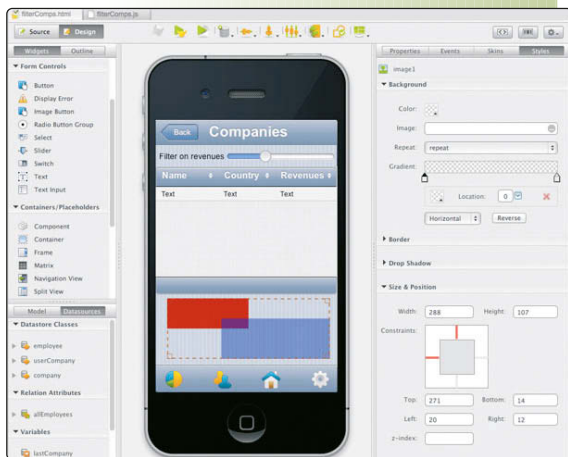 filterComps.html
filterComps.js
Source
Design
Widgets
Outline
Form Controls
Button
Display Error
Image Button
Radio Button Group
Select
Slider
Switch
Text
Text Input
Containers/Placeholders
Component
Container
Frame
Matrix
Navigation View
Split View
Model
Datasources
Datastore Classes
employee
userCompany
company
Relation Attributes
allEmployees
Variables
lastCompany
Back
Companies
Filter on revenues
Name
Country
Revenues
Text
Text
Text
Properties
Events
Skins
Styles
image1
Background
Color:
Image:
Repeat:
repeat
Gradient:
Location:
0
Horizontal
Reverse
Border
Drop Shadow
Size & Position
Width:
288
Height:
107
Constraints:
Top:
271
Bottom:
14
Left:
20
Right:
12
z-index: